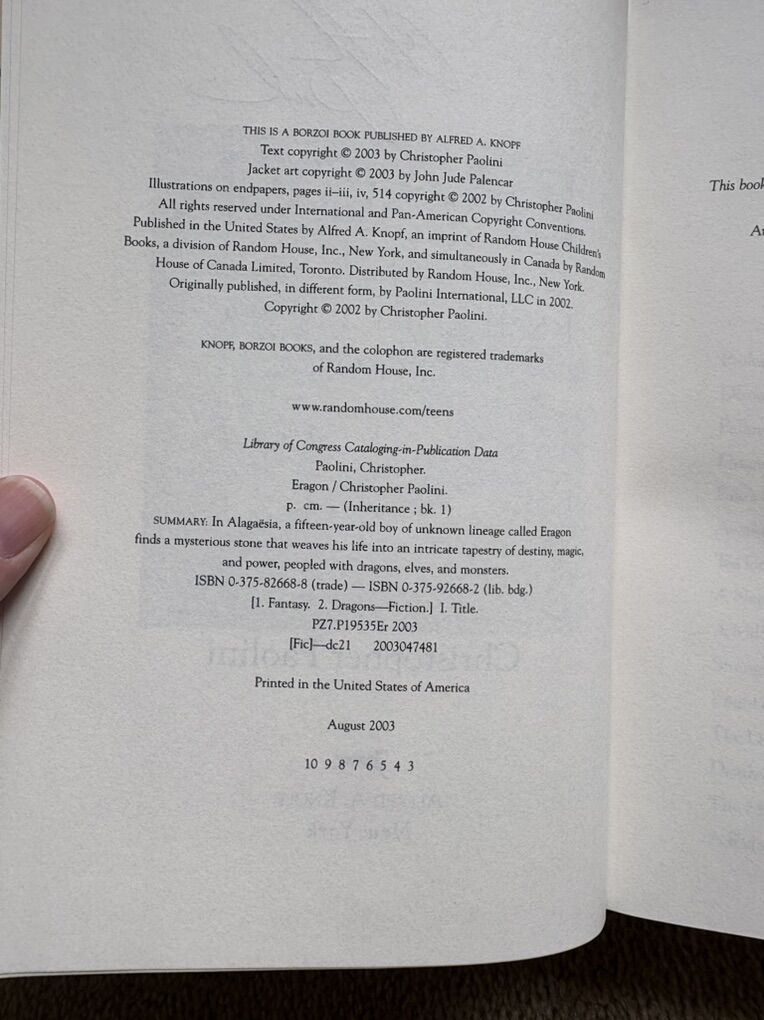 THIS IS A BORZOI BOOK PUBLISHED BY ALFRED A. KNOPF
Text copyright © 2003 by Christopher Paolini
Jacket art copyright © 2003 by John Jude Palencar
Illustrations on endpapers, pages ii–iii, iv, 514 copyright © 2002 by Christopher Paolini
All rights reserved under International and Pan-American Copyright Conventions.
Published in the United States by Alfred A. Knopf, an imprint of Random House Children's
Books, a division of Random House, Inc., New York, and simultaneously in Canada by Random
House of Canada Limited, Toronto. Distributed by Random House, Inc., New York.
Originally published, in different form, by Paolini International, LLC in 2002.
Copyright © 2002 by Christopher Paolini.
KNOPF, BORZOI BOOKS, and the colophon are registered trademarks
of Random House, Inc.
www.randomhouse.com/teens
Library of Congress Cataloging-in-Publication Data
Paolini, Christopher.
Eragon / Christopher Paolini.
p. cm. — (Inheritance ; bk. 1)
SUMMARY: In Alagaësia, a fifteen-year-old boy of unknown lineage called Eragon
finds a mysterious stone that weaves his life into an intricate tapestry of destiny, magic,
and power, peopled with dragons, elves, and monsters.
ISBN 0-375-82668-8 (trade) — ISBN 0-375-92668-2 (lib. bdg.)
[1. Fantasy. 2. Dragons—Fiction.] I. Title.
PZ7.P19535Er 2003
[Fic]—dc21 2003047481
Printed in the United States of America
August 2003
10 9 8 7 6 5 4 3
This book